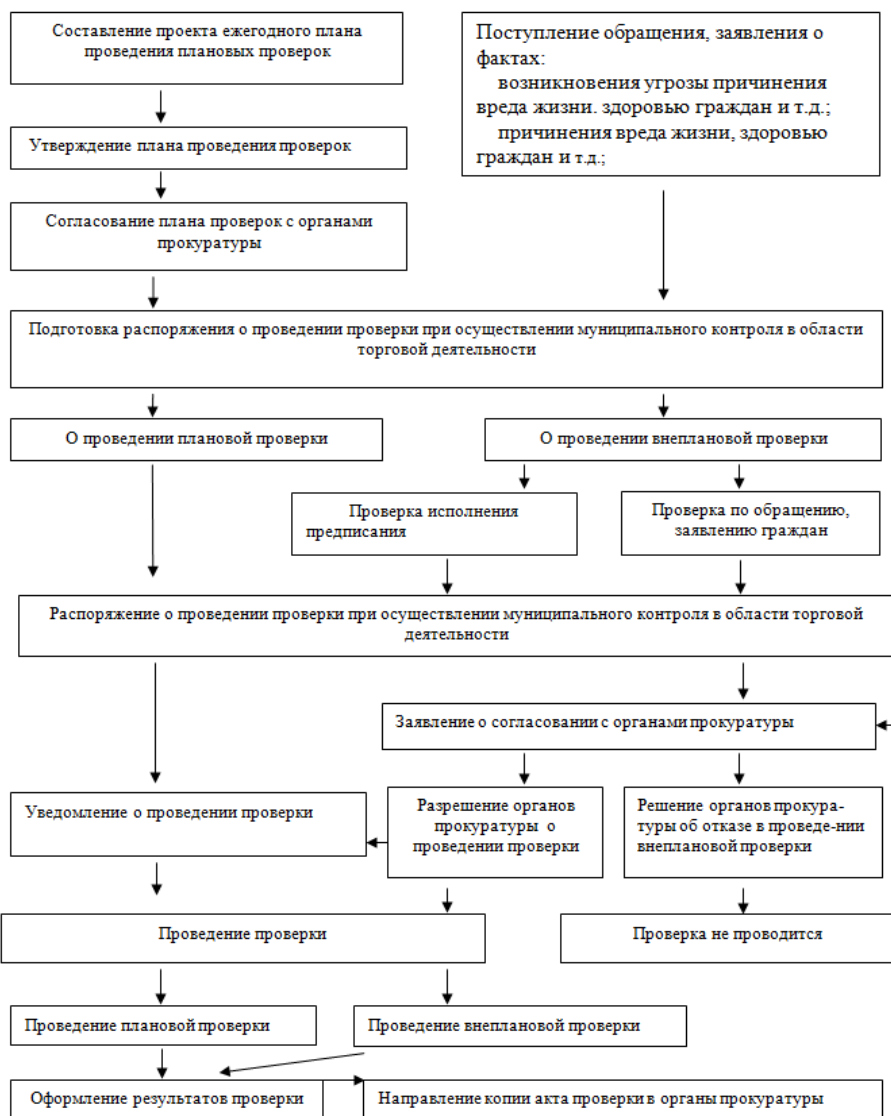 Составление проекта ежегодного плана
проведения плановых проверок
Поступление обращения, заявления о
фактах:
возникновения угрозы причинения
вреда жизни. здоровью граждан и т.д.;
причинения вреда жизни, здоровью
граждан и т.д.;
Утверждение плана проведения проверок
Согласование плана проверок с органами
прокуратуры
Подготовка распоряжения о проведении проверки при осуществлении муниципального контроля в области
торговой деятельности
О проведении плановой проверки
О проведении внеплановой проверки
Проверка исполнения
предписания
Проверка по обращению,
заявлению граждан
Распоряжение о проведении проверки при осуществлении муниципального контроля в области торговой
деятельности
Заявление о согласовании с органами прокуратуры
Уведомление о проведении проверки
Разрешение органов
прокуратуры о
проведении проверки
Решение органов прокура-
туры об отказе в проведе-нии
внеплановой проверки
Проведение проверки
Проверка не проводится
Проведение плановой проверки
Проведение внеплановой проверки
Оформление результатов проверки
Направление копии акта проверки в органы прокуратуры